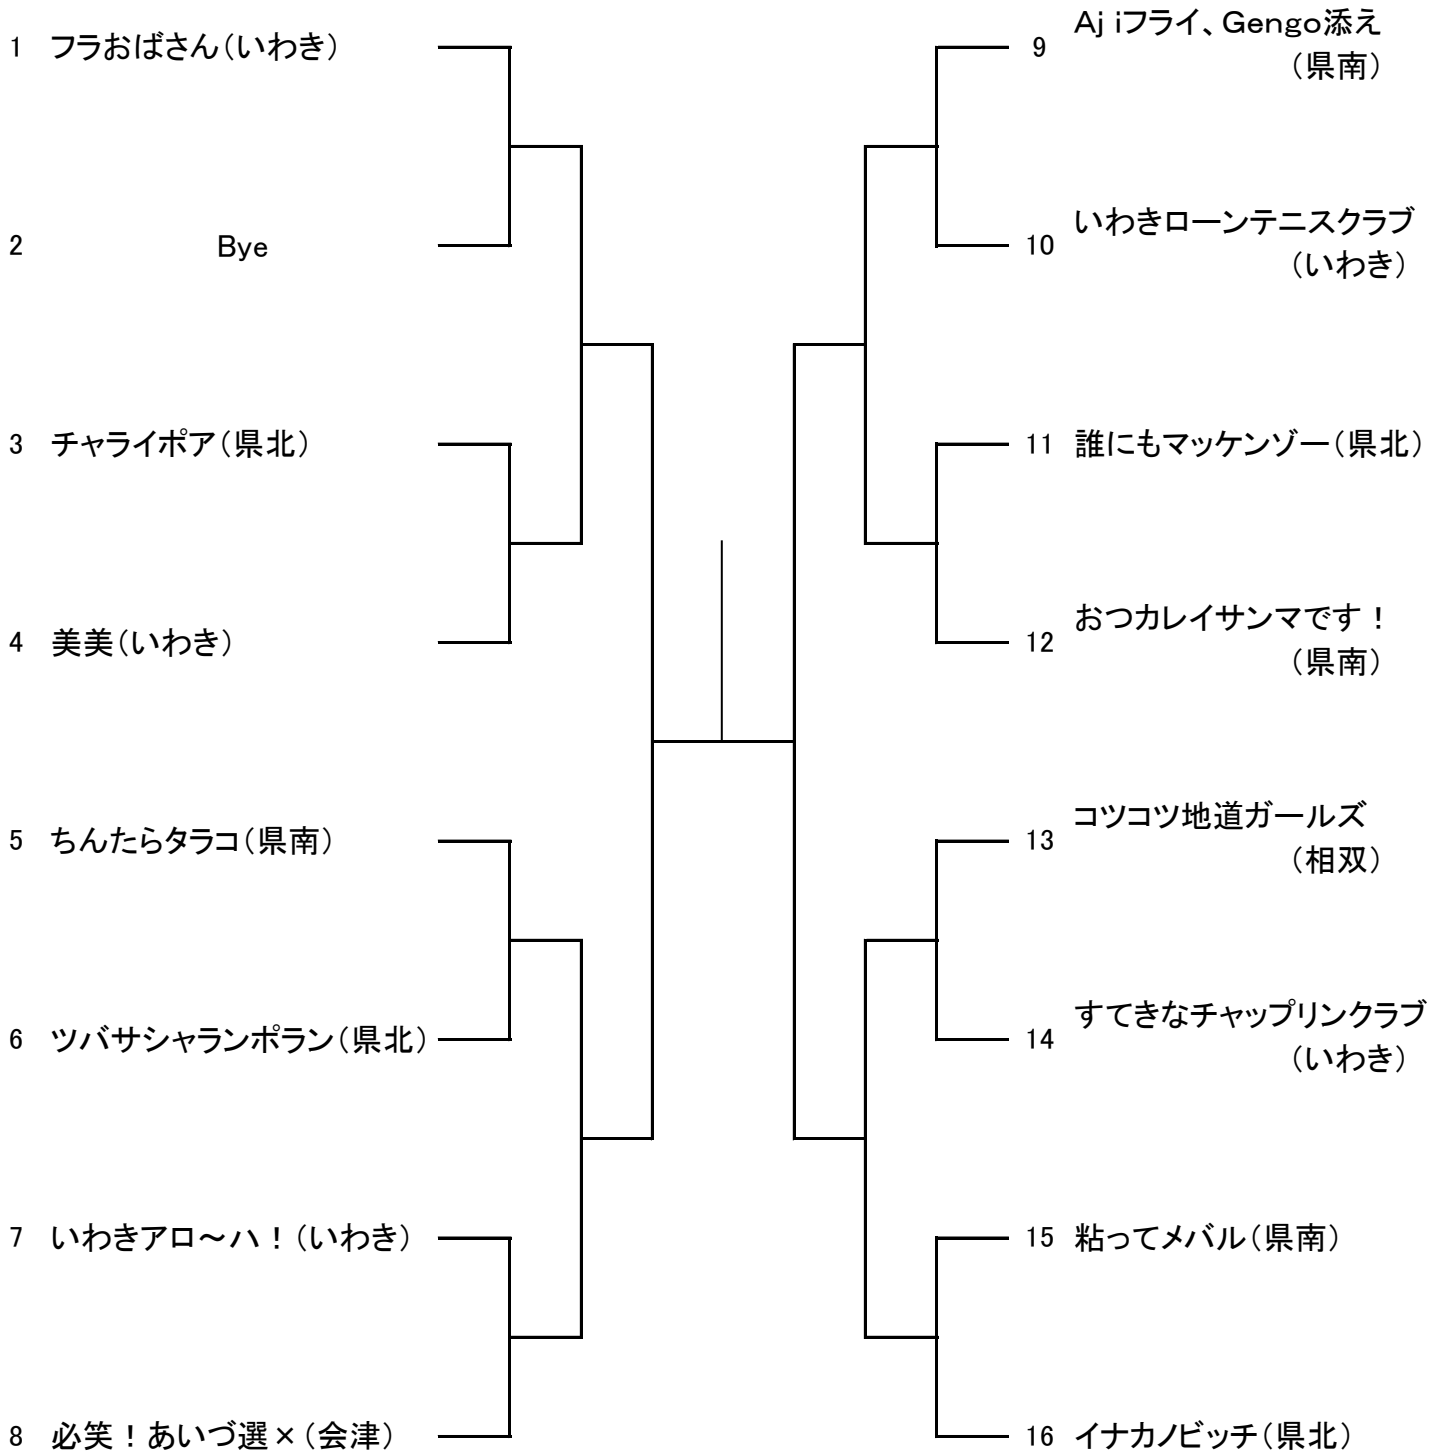 1 フラおばさん(いわき)
2 Bye
3 チャライポア(県北)
4 美美(いわき)
5 ちんたらタラコ(県南)
6 ツバサシャランポラン(県北)
7 いわきアロ～ハ！(いわき)
8 必笑！あいづ選×(会津)
9 Ajiフライ、Gengo添え
(県南)
10 いわきローンテニスクラブ
(いわき)
11 誰にもマッケンゾー(県北)
12 おつカレイサンマです！
(県南)
13 コツコツ地道ガールズ
(相双)
14 すてきなチャップリンクラブ
(いわき)
15 粘ってメバル(県南)
16 イナカノビッチ(県北)